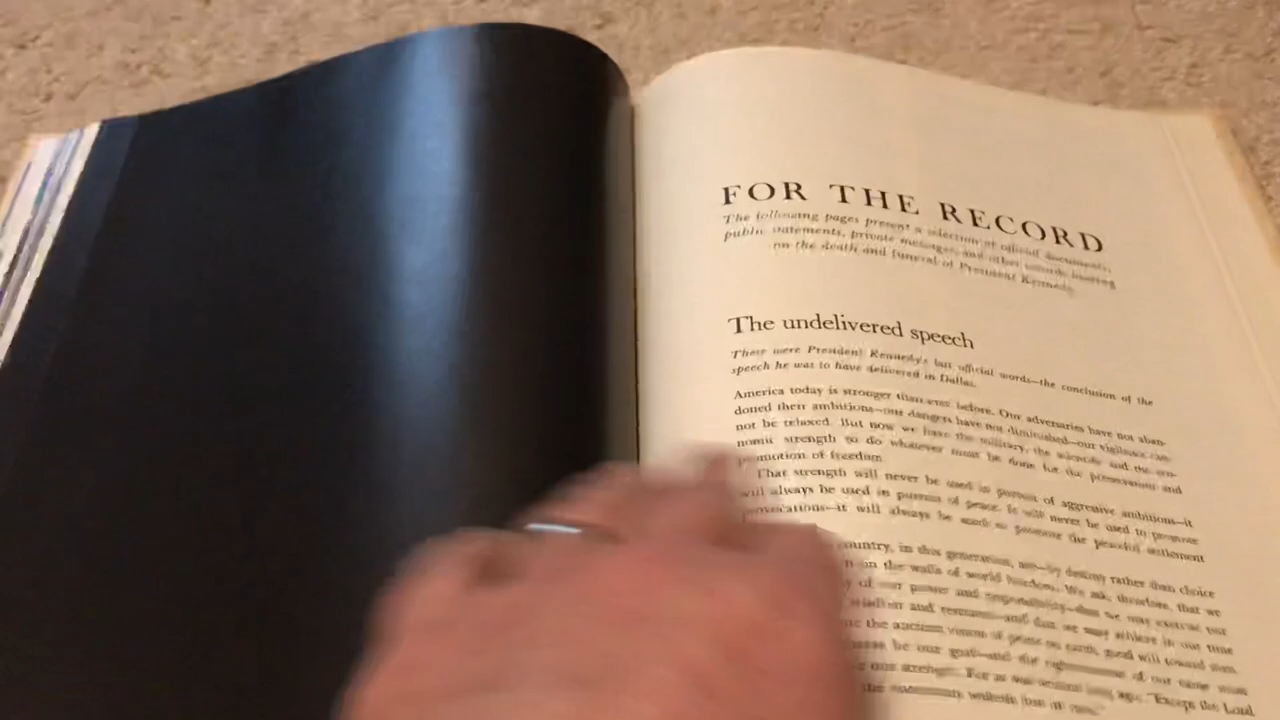 FOR THE RECORD
The following pages present a selection of official documents,
public statements, private messages, and other records bearing
on the death and funeral of President Kennedy.
The undelivered speech
These were President Kennedy's last official words—the conclusion of the
speech he was to have delivered in Dallas.
America today is stronger than ever before. Our adversaries have not aban-
doned their ambitions—our dangers have not diminished—our vigilance can-
not be relaxed. But now we have the military, the scientific and the eco-
nomic strength to do whatever must be done for the preservation and
promotion of freedom.
That strength will never be used in pursuit of aggressive ambitions—it
will always be used in pursuit of peace. It will never be used to promote
provocations—it will always be used to promote the peaceful settlement
country, in this generation, are—by destiny rather than choice
on the walls of world freedom. We ask, therefore, that we
of our power and responsibility—that we may exercise our
wisdom and restraint—and that we may achieve in our time
the ancient vision of peace on earth, good will toward men.
be our goal—and the righteousness of our cause must
our strength. For as was written long ago: "Except the Lord